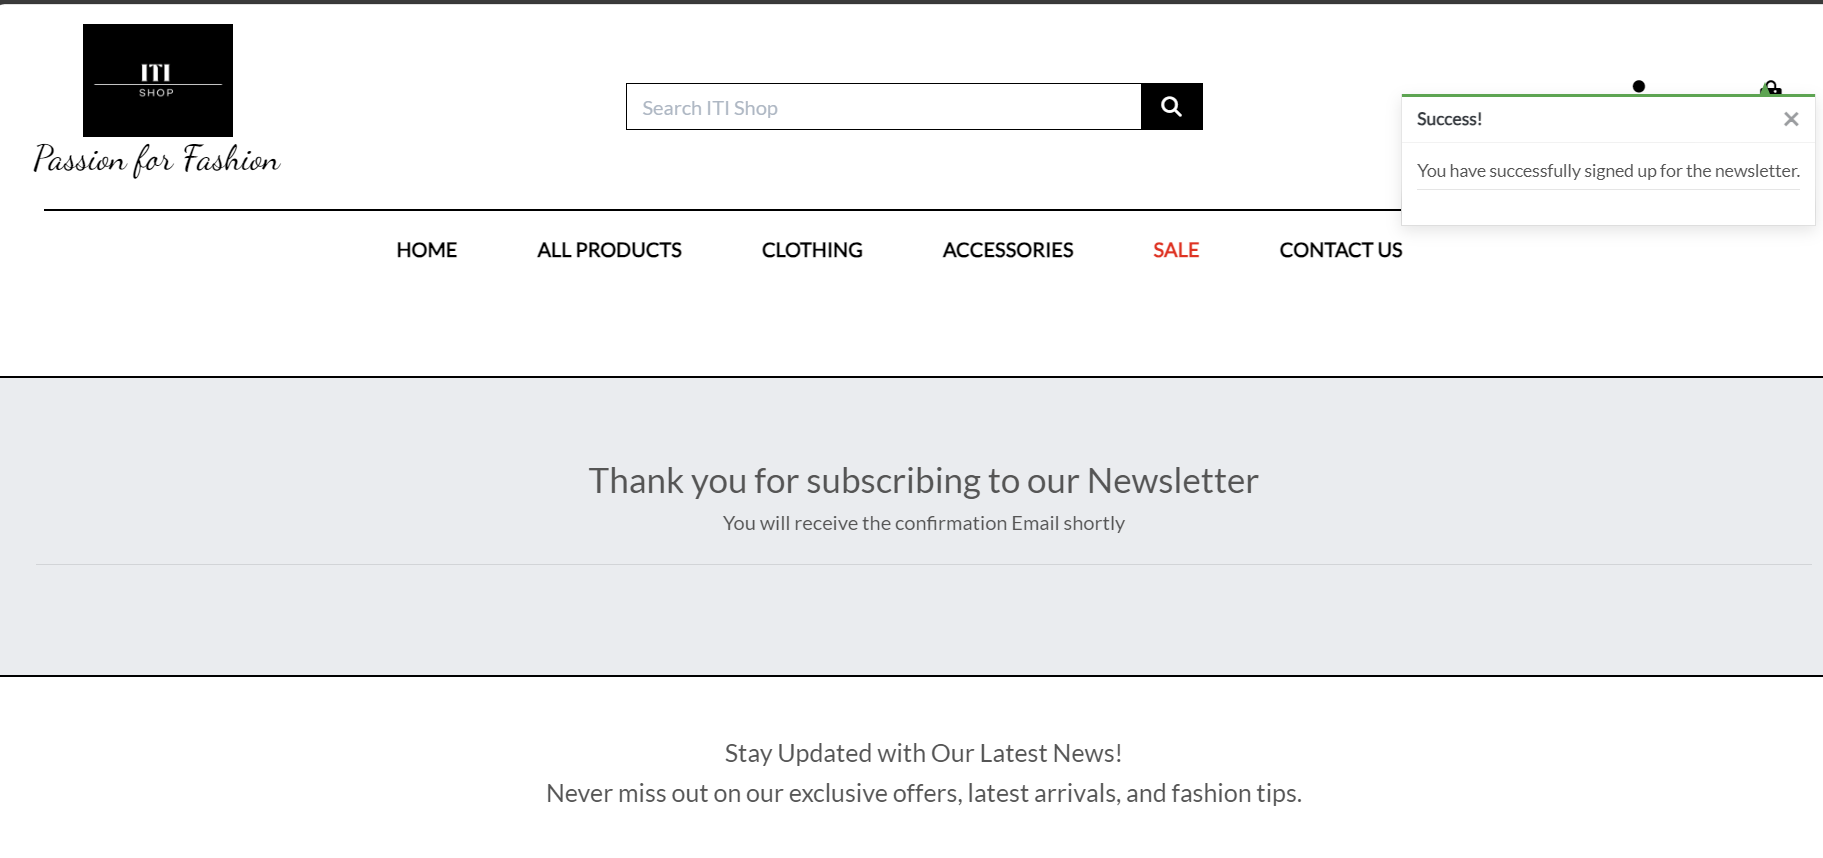 ITI
SHOP
Passion for Fashion
Search ITI Shop
Success!
You have successfully signed up for the newsletter.
HOME
ALL PRODUCTS
CLOTHING
ACCESSORIES
SALE
CONTACT US
Thank you for subscribing to our Newsletter
You will receive the confirmation Email shortly
Stay Updated with Our Latest News!
Never miss out on our exclusive offers, latest arrivals, and fashion tips.